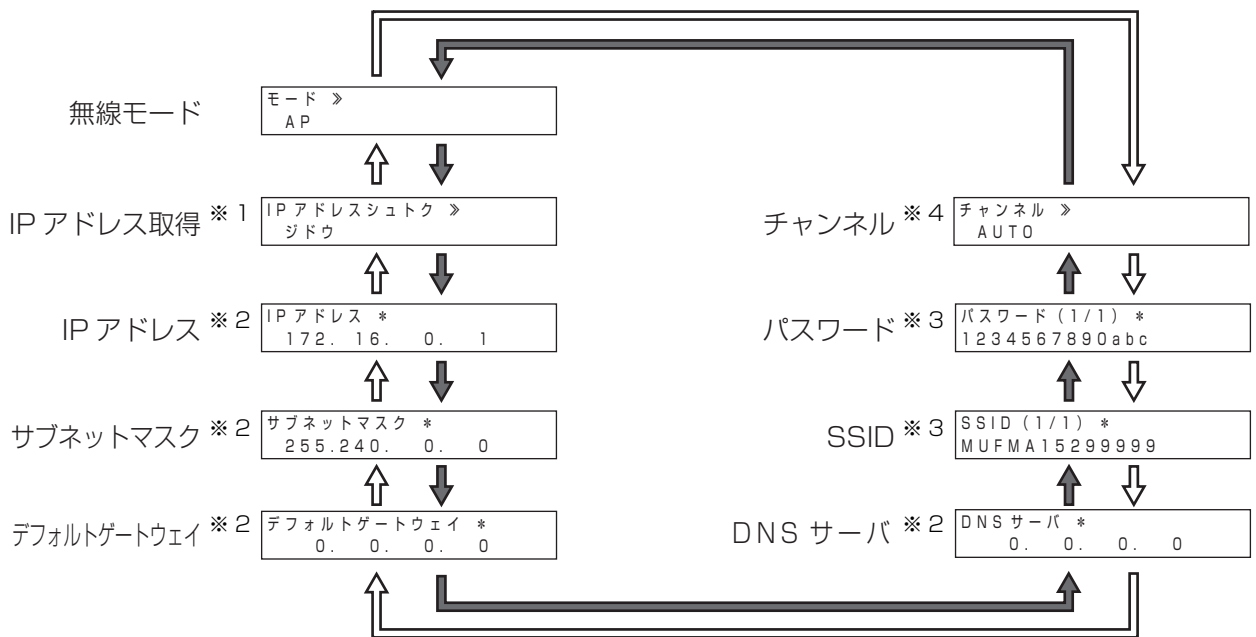 無線モード
モード 》
AP
IP アドレス取得 ※1
IPアドレスシュトク 》
ジドウ
IP アドレス ※2
IPアドレス *
172. 16. 0. 1
サブネットマスク ※2
サブネットマスク *
255.240. 0. 0
デフォルトゲートウェイ ※2
デフォルトゲートウェイ *
0. 0. 0. 0
チャンネル ※4
チャンネル 》
AUTO
パスワード ※3
パスワード (1/1) *
1234567890abc
SSID ※3
SSID (1/1) *
MUFMA15299999
DNS サーバ ※2
DNSサーバ *
0. 0. 0. 0